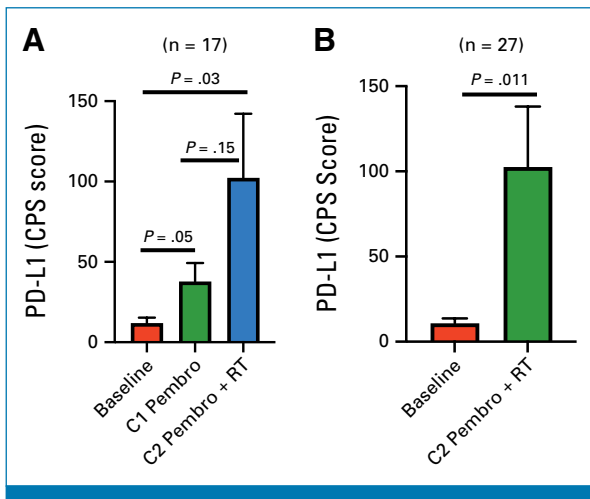 A
(n = 17)
P = .03
P = .15
P = .05
PD-L1 (CPS score)
150
100
50
0
Baseline
C1 Pembro
C2 Pembro + RT
B
(n = 27)
P = .011
PD-L1 (CPS Score)
150
100
50
0
Baseline
C2 Pembro + RT